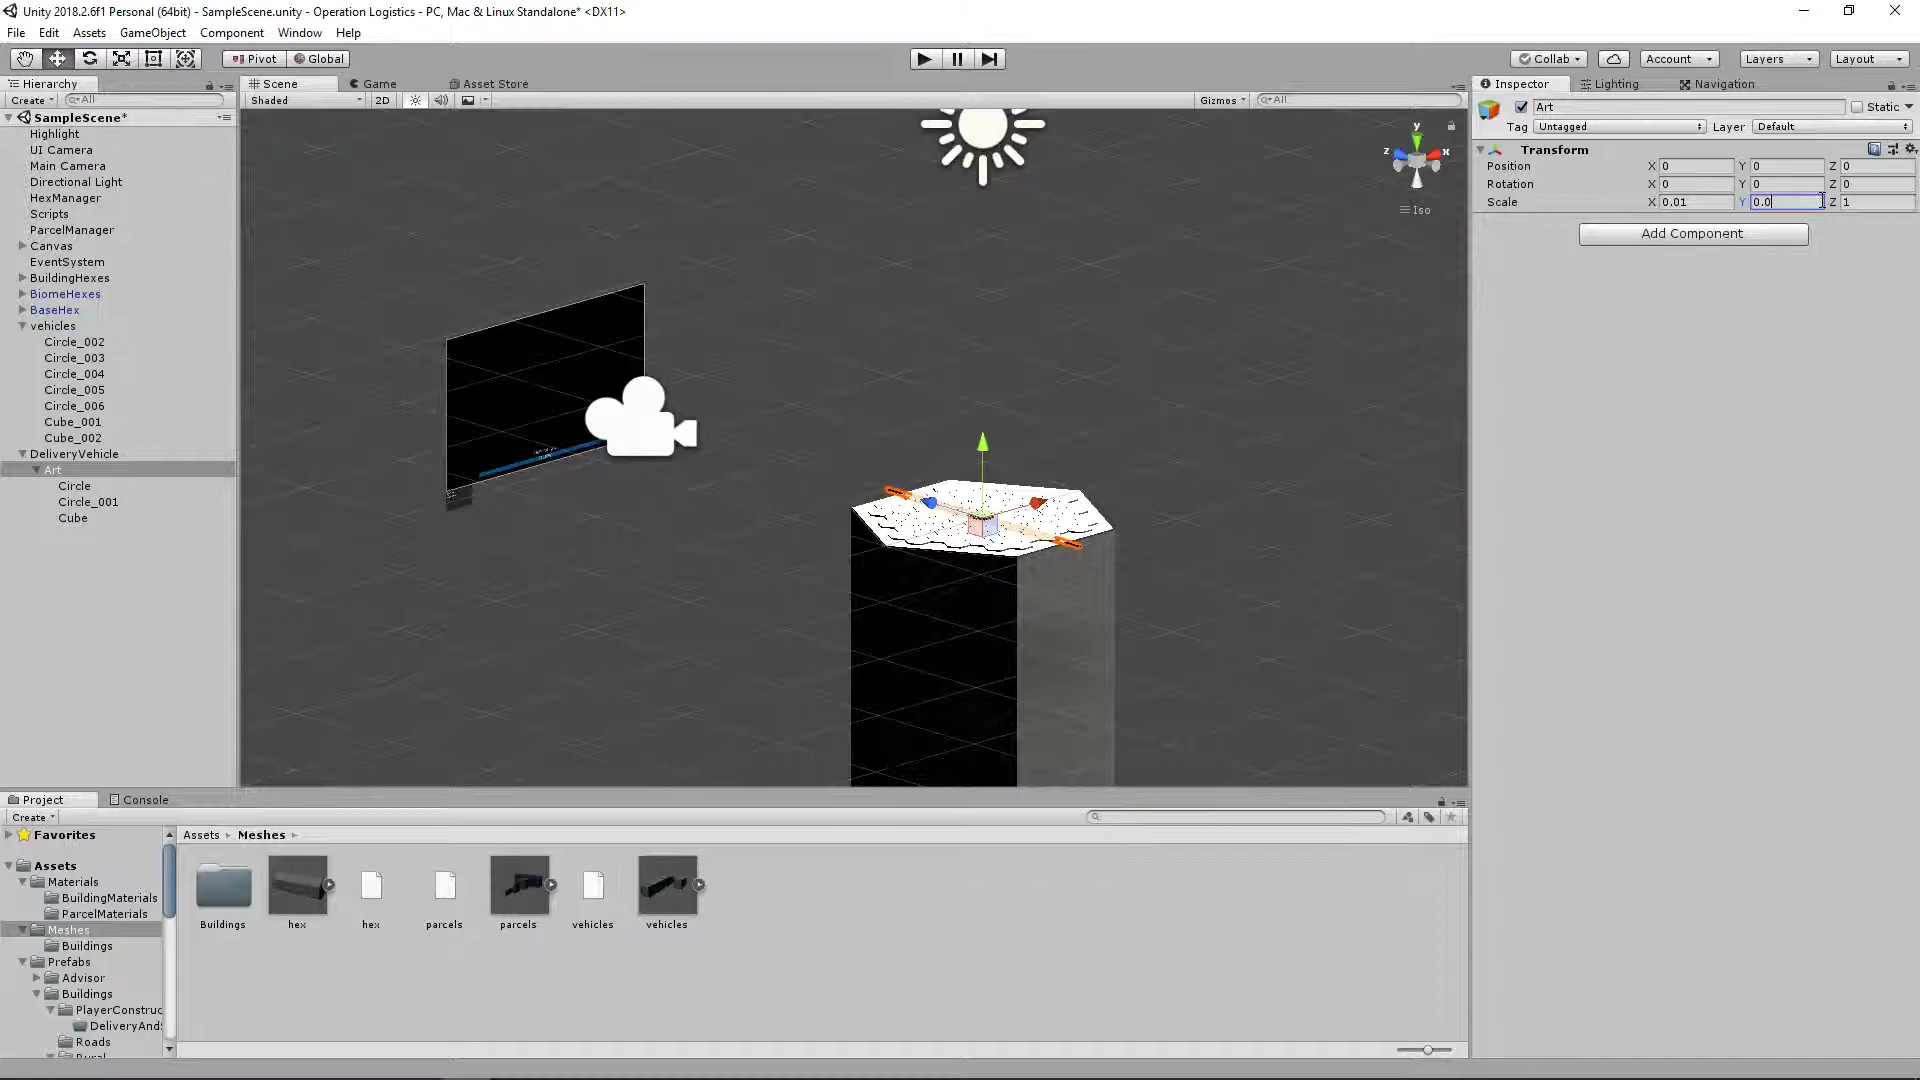 Unity 2018.2.6f1 Personal (64bit) - SampleScene.unity - Operation Logistics - PC, Mac & Linux Standalone* <DX11>
File Edit Assets GameObject Component Window Help
Pivot Global Collab Account Layers Layout
Hierarchy Scene Game Asset Store Inspector Lighting Navigation
Create All Shaded 2D Gizmos All
Art Static
SampleScene*
Tag Untagged Layer Default
Highlight
UI Camera
Transform
Main Camera
Position X 0 Y 0 Z 0
Directional Light
Rotation X 0 Y 0 Z 0
HexManager
Scale X 0.01 Y 0.0 Z 1
Scripts
ParcelManager
Add Component
Canvas
EventSystem
BuildingHexes
BiomeHexes
BaseHex
vehicles
Circle_002
Circle_003
Circle_004
Circle_005
Circle_006
Cube_001
Cube_002
DeliveryVehicle
Art
Circle
Circle_001
Cube
y
z x
Iso
Project Console
Create
Favorites
Assets Meshes
Assets
Materials
BuildingMaterials
ParcelMaterials
Meshes
Buildings
Prefabs
Advisor
Buildings
PlayerConstruc
DeliveryAnd
Roads
Rural
Buildings hex hex parcels parcels vehicles vehicles